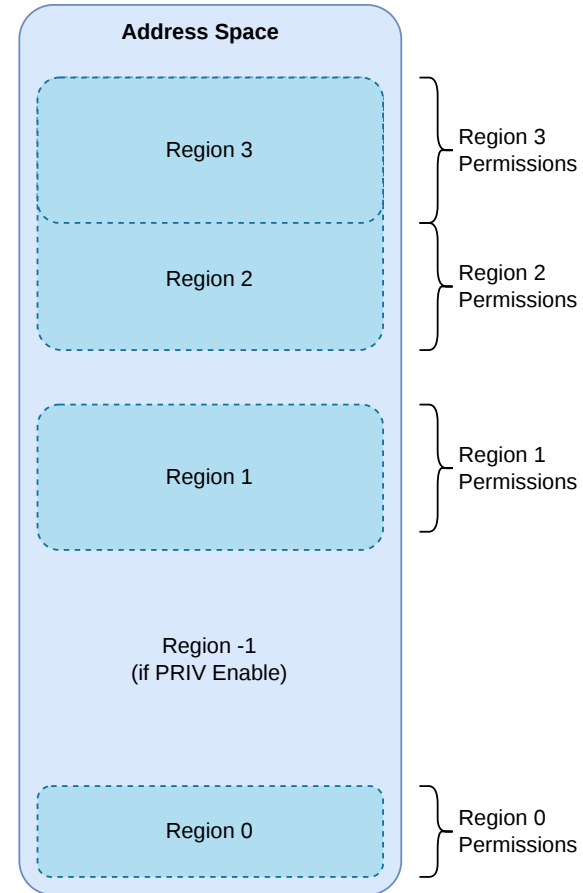 Address Space
Region 3
Region 3
Permissions
Region 2
Region 2
Permissions
Region 1
Region 1
Permissions
Region -1
(if PRIV Enable)
Region 0
Region 0
Permissions